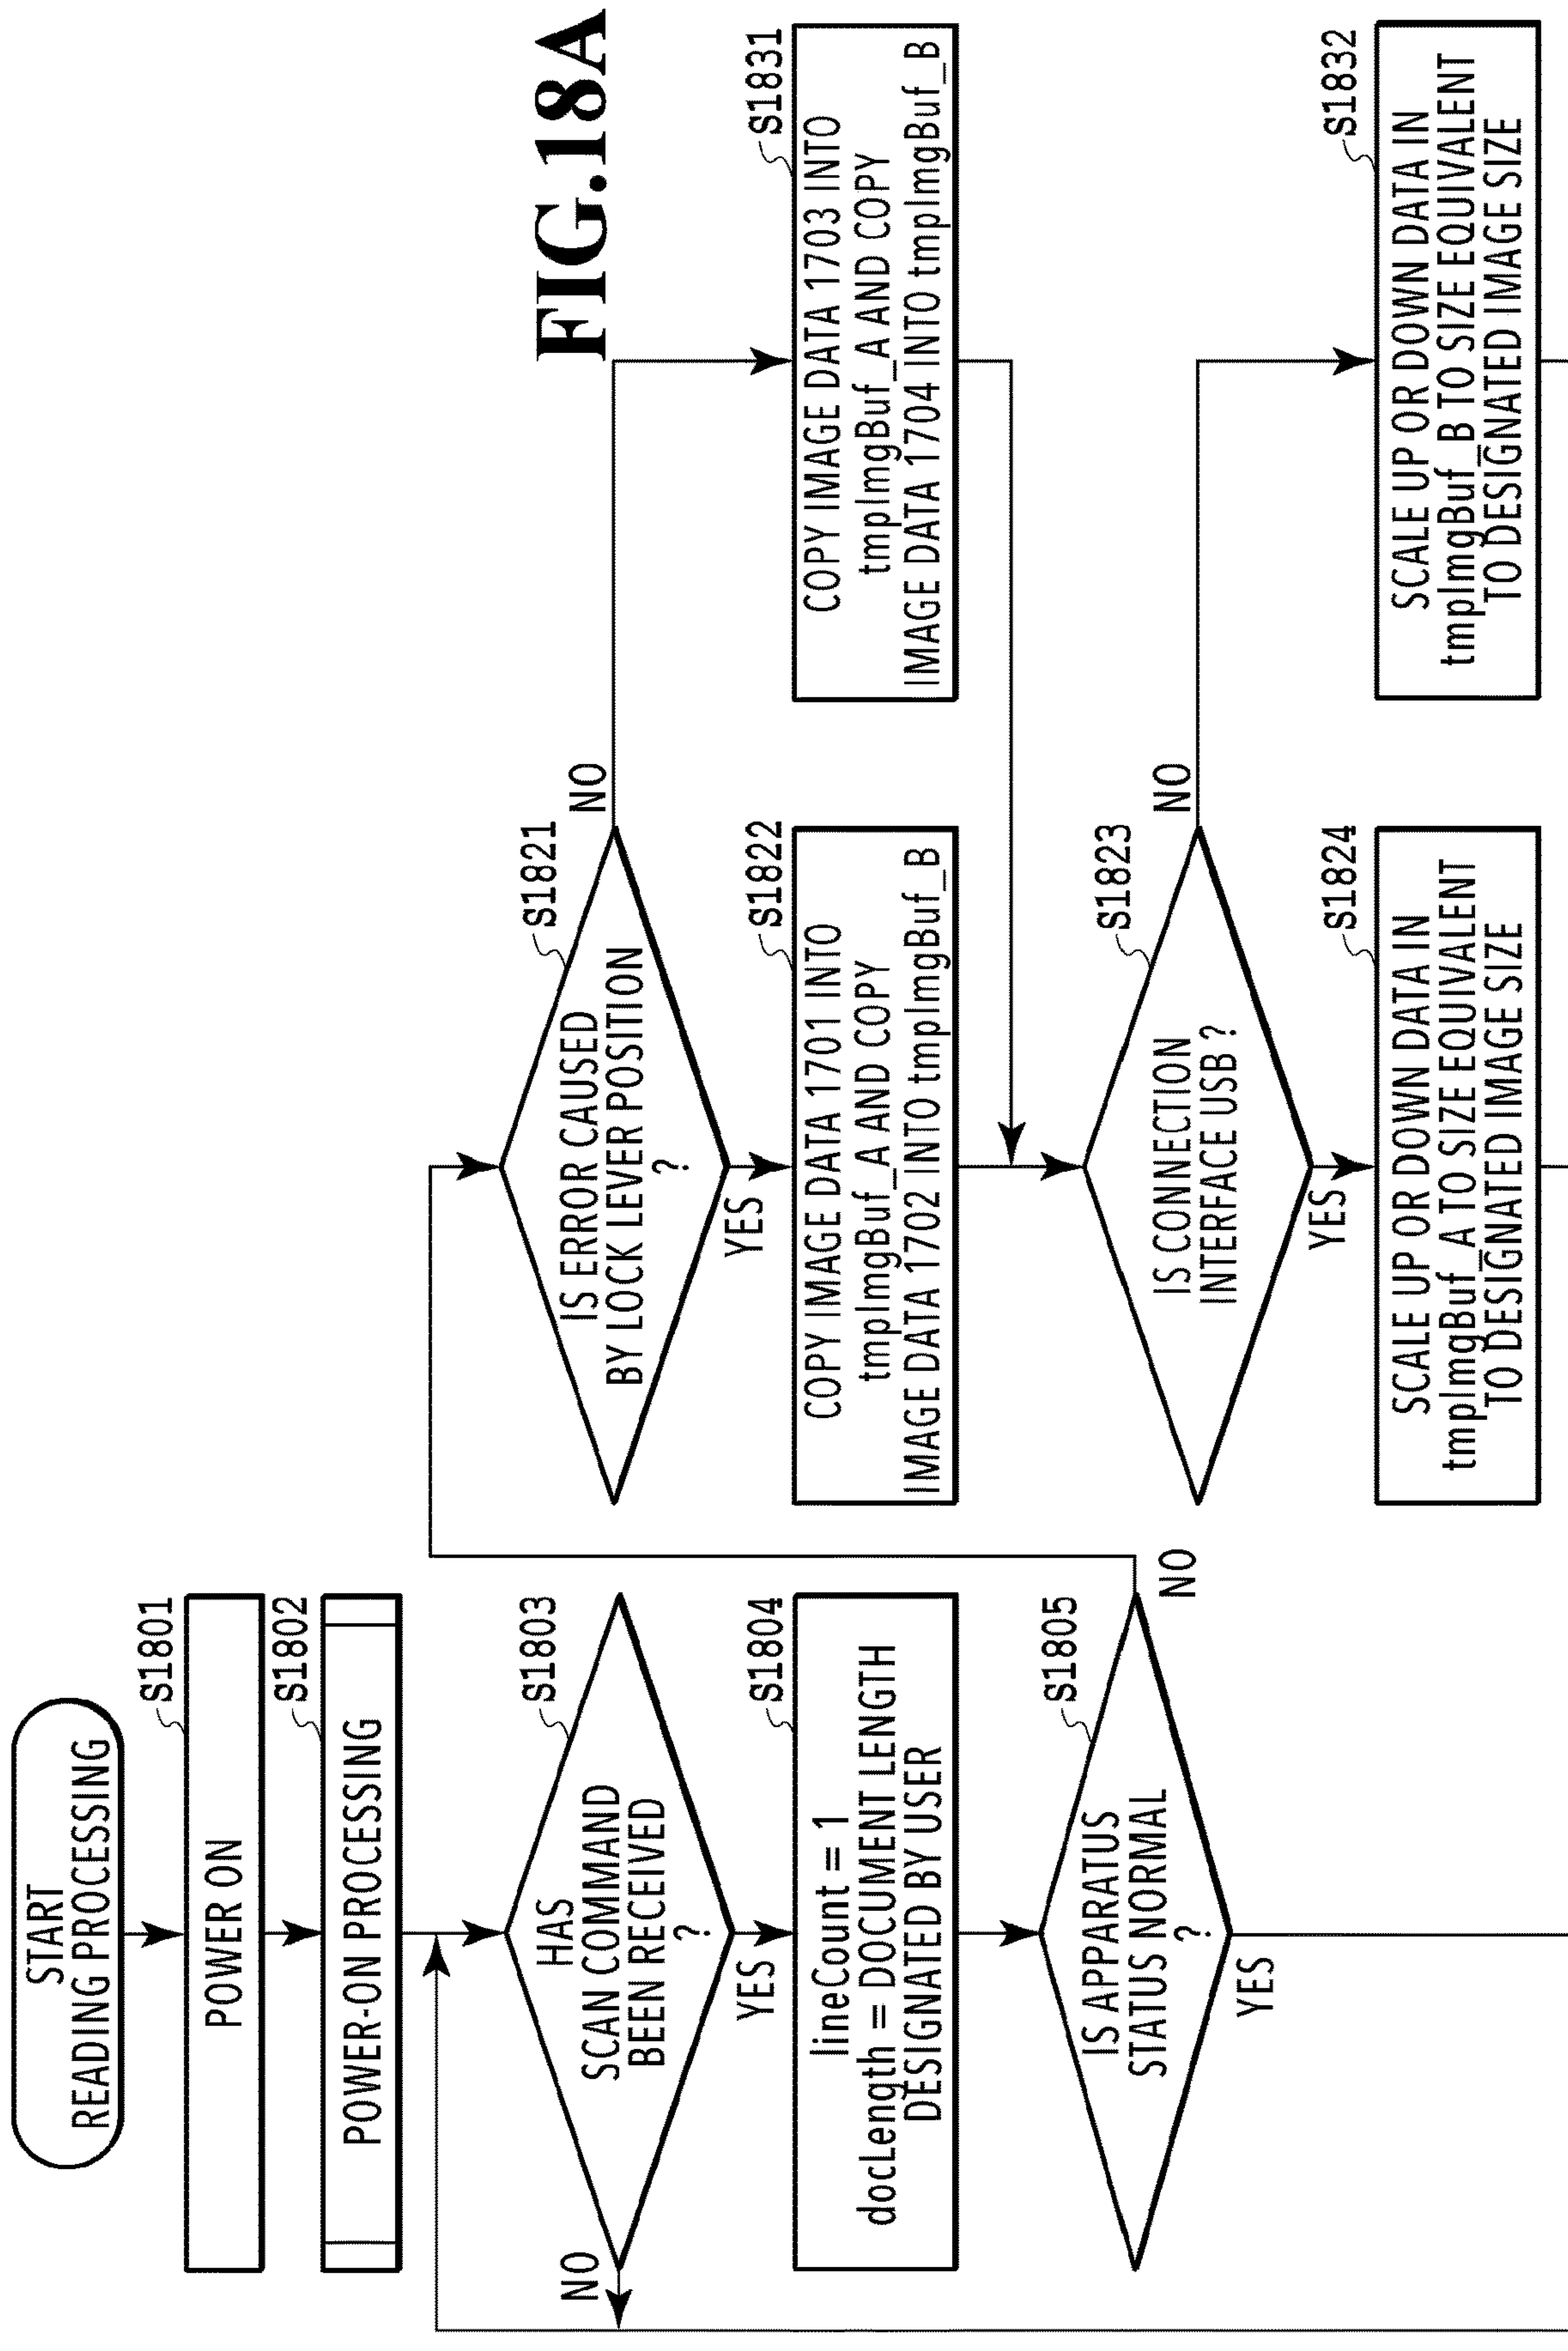 FIG.18A
START
READING PROCESSING
S1801
POWER ON
S1802
POWER-ON PROCESSING
S1803
HAS
SCAN COMMAND
BEEN RECEIVED
?
NO
YES
S1804
lineCount = 1
docLength = DOCUMENT LENGTH
DESIGNATED BY USER
S1805
IS APPARATUS
STATUS NORMAL
?
NO
YES
S1821
IS ERROR CAUSED
BY LOCK LEVER POSITION
?
NO
YES
S1822
COPY IMAGE DATA 1701 INTO
tmpImgBuf_A AND COPY
IMAGE DATA 1702 INTO tmpImgBuf_B
S1831
COPY IMAGE DATA 1703 INTO
tmpImgBuf_A AND COPY
IMAGE DATA 1704 INTO tmpImgBuf_B
S1823
IS CONNECTION
INTERFACE USB ?
NO
YES
S1824
SCALE UP OR DOWN DATA IN
tmpImgBuf_A TO SIZE EQUIVALENT
TO DESIGNATED IMAGE SIZE
S1832
SCALE UP OR DOWN DATA IN
tmpImgBuf_B TO SIZE EQUIVALENT
TO DESIGNATED IMAGE SIZE